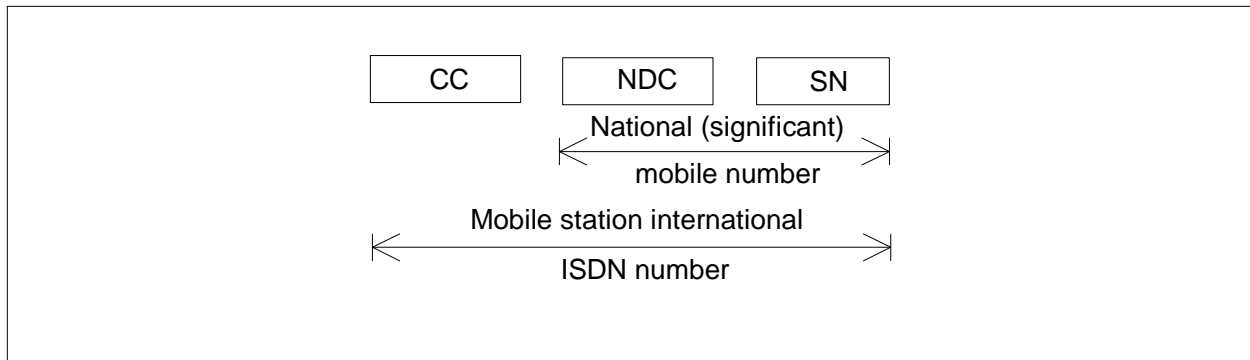 CC NDC SN
National (significant)
mobile number
Mobile station international
ISDN number